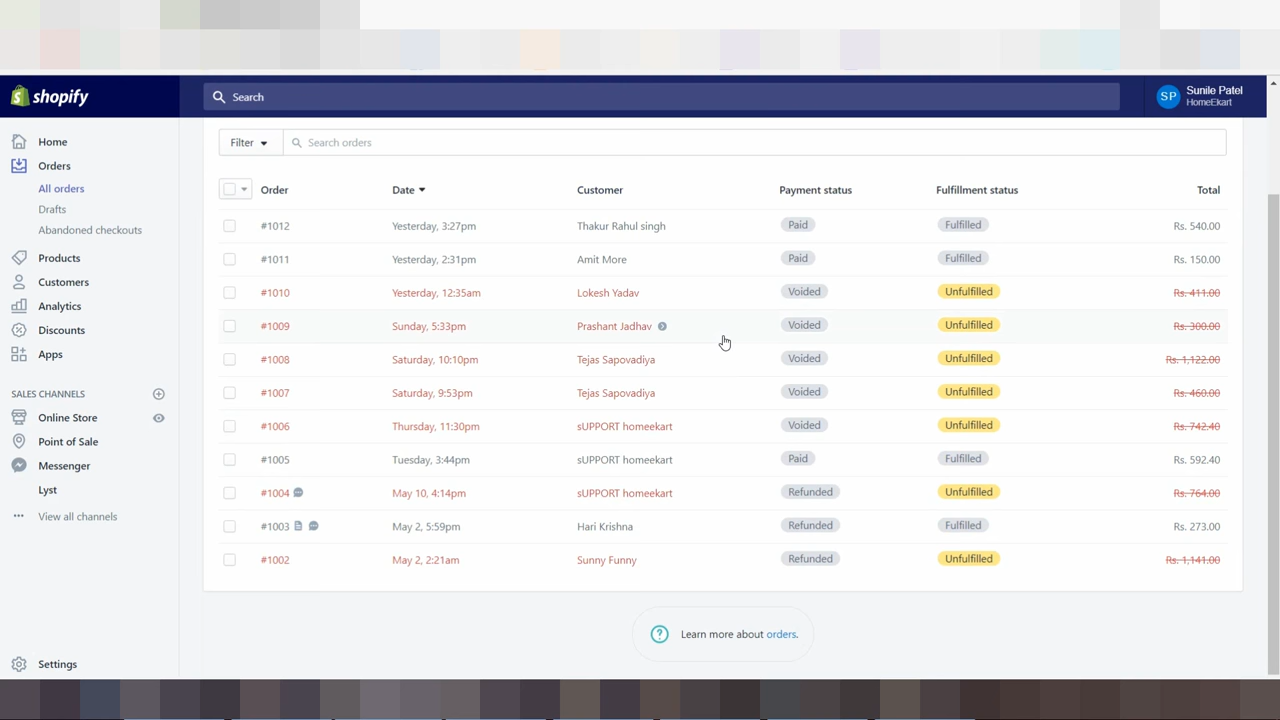 shopify
Search
SP
Sunile Patel
HomeEkart
Home
Orders
All orders
Drafts
Abandoned checkouts
Products
Customers
Analytics
Discounts
Apps
SALES CHANNELS
Online Store
Point of Sale
Messenger
Lyst
View all channels
Settings
Filter
Search orders
Order Date Customer Payment status Fulfillment status Total
#1012 Yesterday, 3:27pm Thakur Rahul singh Paid Fulfilled Rs. 540.00
#1011 Yesterday, 2:31pm Amit More Paid Fulfilled Rs. 150.00
#1010 Yesterday, 12:35am Lokesh Yadav Voided Unfulfilled Rs. 411.00
#1009 Sunday, 5:33pm Prashant Jadhav Voided Unfulfilled Rs. 300.00
#1008 Saturday, 10:10pm Tejas Sapovadiya Voided Unfulfilled Rs. 1,122.00
#1007 Saturday, 9:53pm Tejas Sapovadiya Voided Unfulfilled Rs. 460.00
#1006 Thursday, 11:30pm sUPPORT homeekart Voided Unfulfilled Rs. 742.40
#1005 Tuesday, 3:44pm sUPPORT homeekart Paid Fulfilled Rs. 592.40
#1004 May 10, 4:14pm sUPPORT homeekart Refunded Unfulfilled Rs. 764.00
#1003 May 2, 5:59pm Hari Krishna Refunded Fulfilled Rs. 273.00
#1002 May 2, 2:21am Sunny Funny Refunded Unfulfilled Rs. 1,141.00
? Learn more about orders.